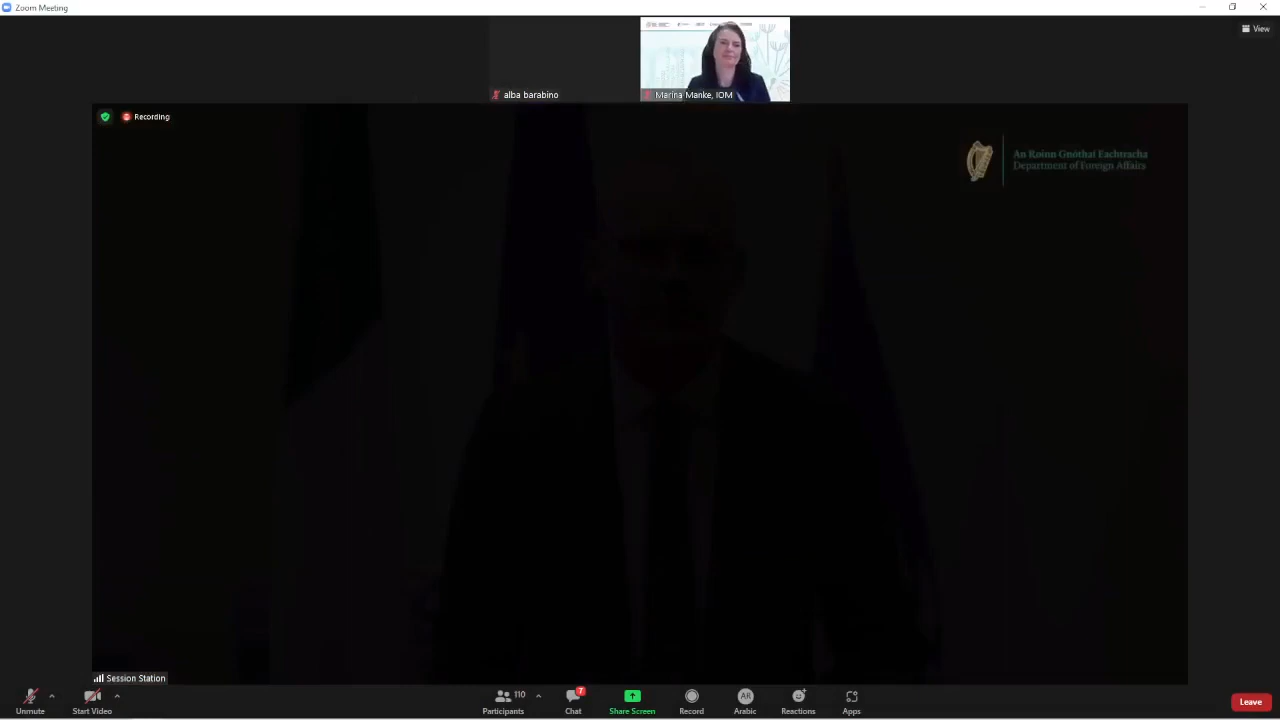 Zoom Meeting
View
alba barabino
Marina Manke, IOM
Recording
An Roinn Gnóthaí Eachtracha
Department of Foreign Affairs
Session Station
Unmute
Start Video
110
Participants
7
Chat
Share Screen
Record
AR
Arabic
Reactions
Apps
Leave